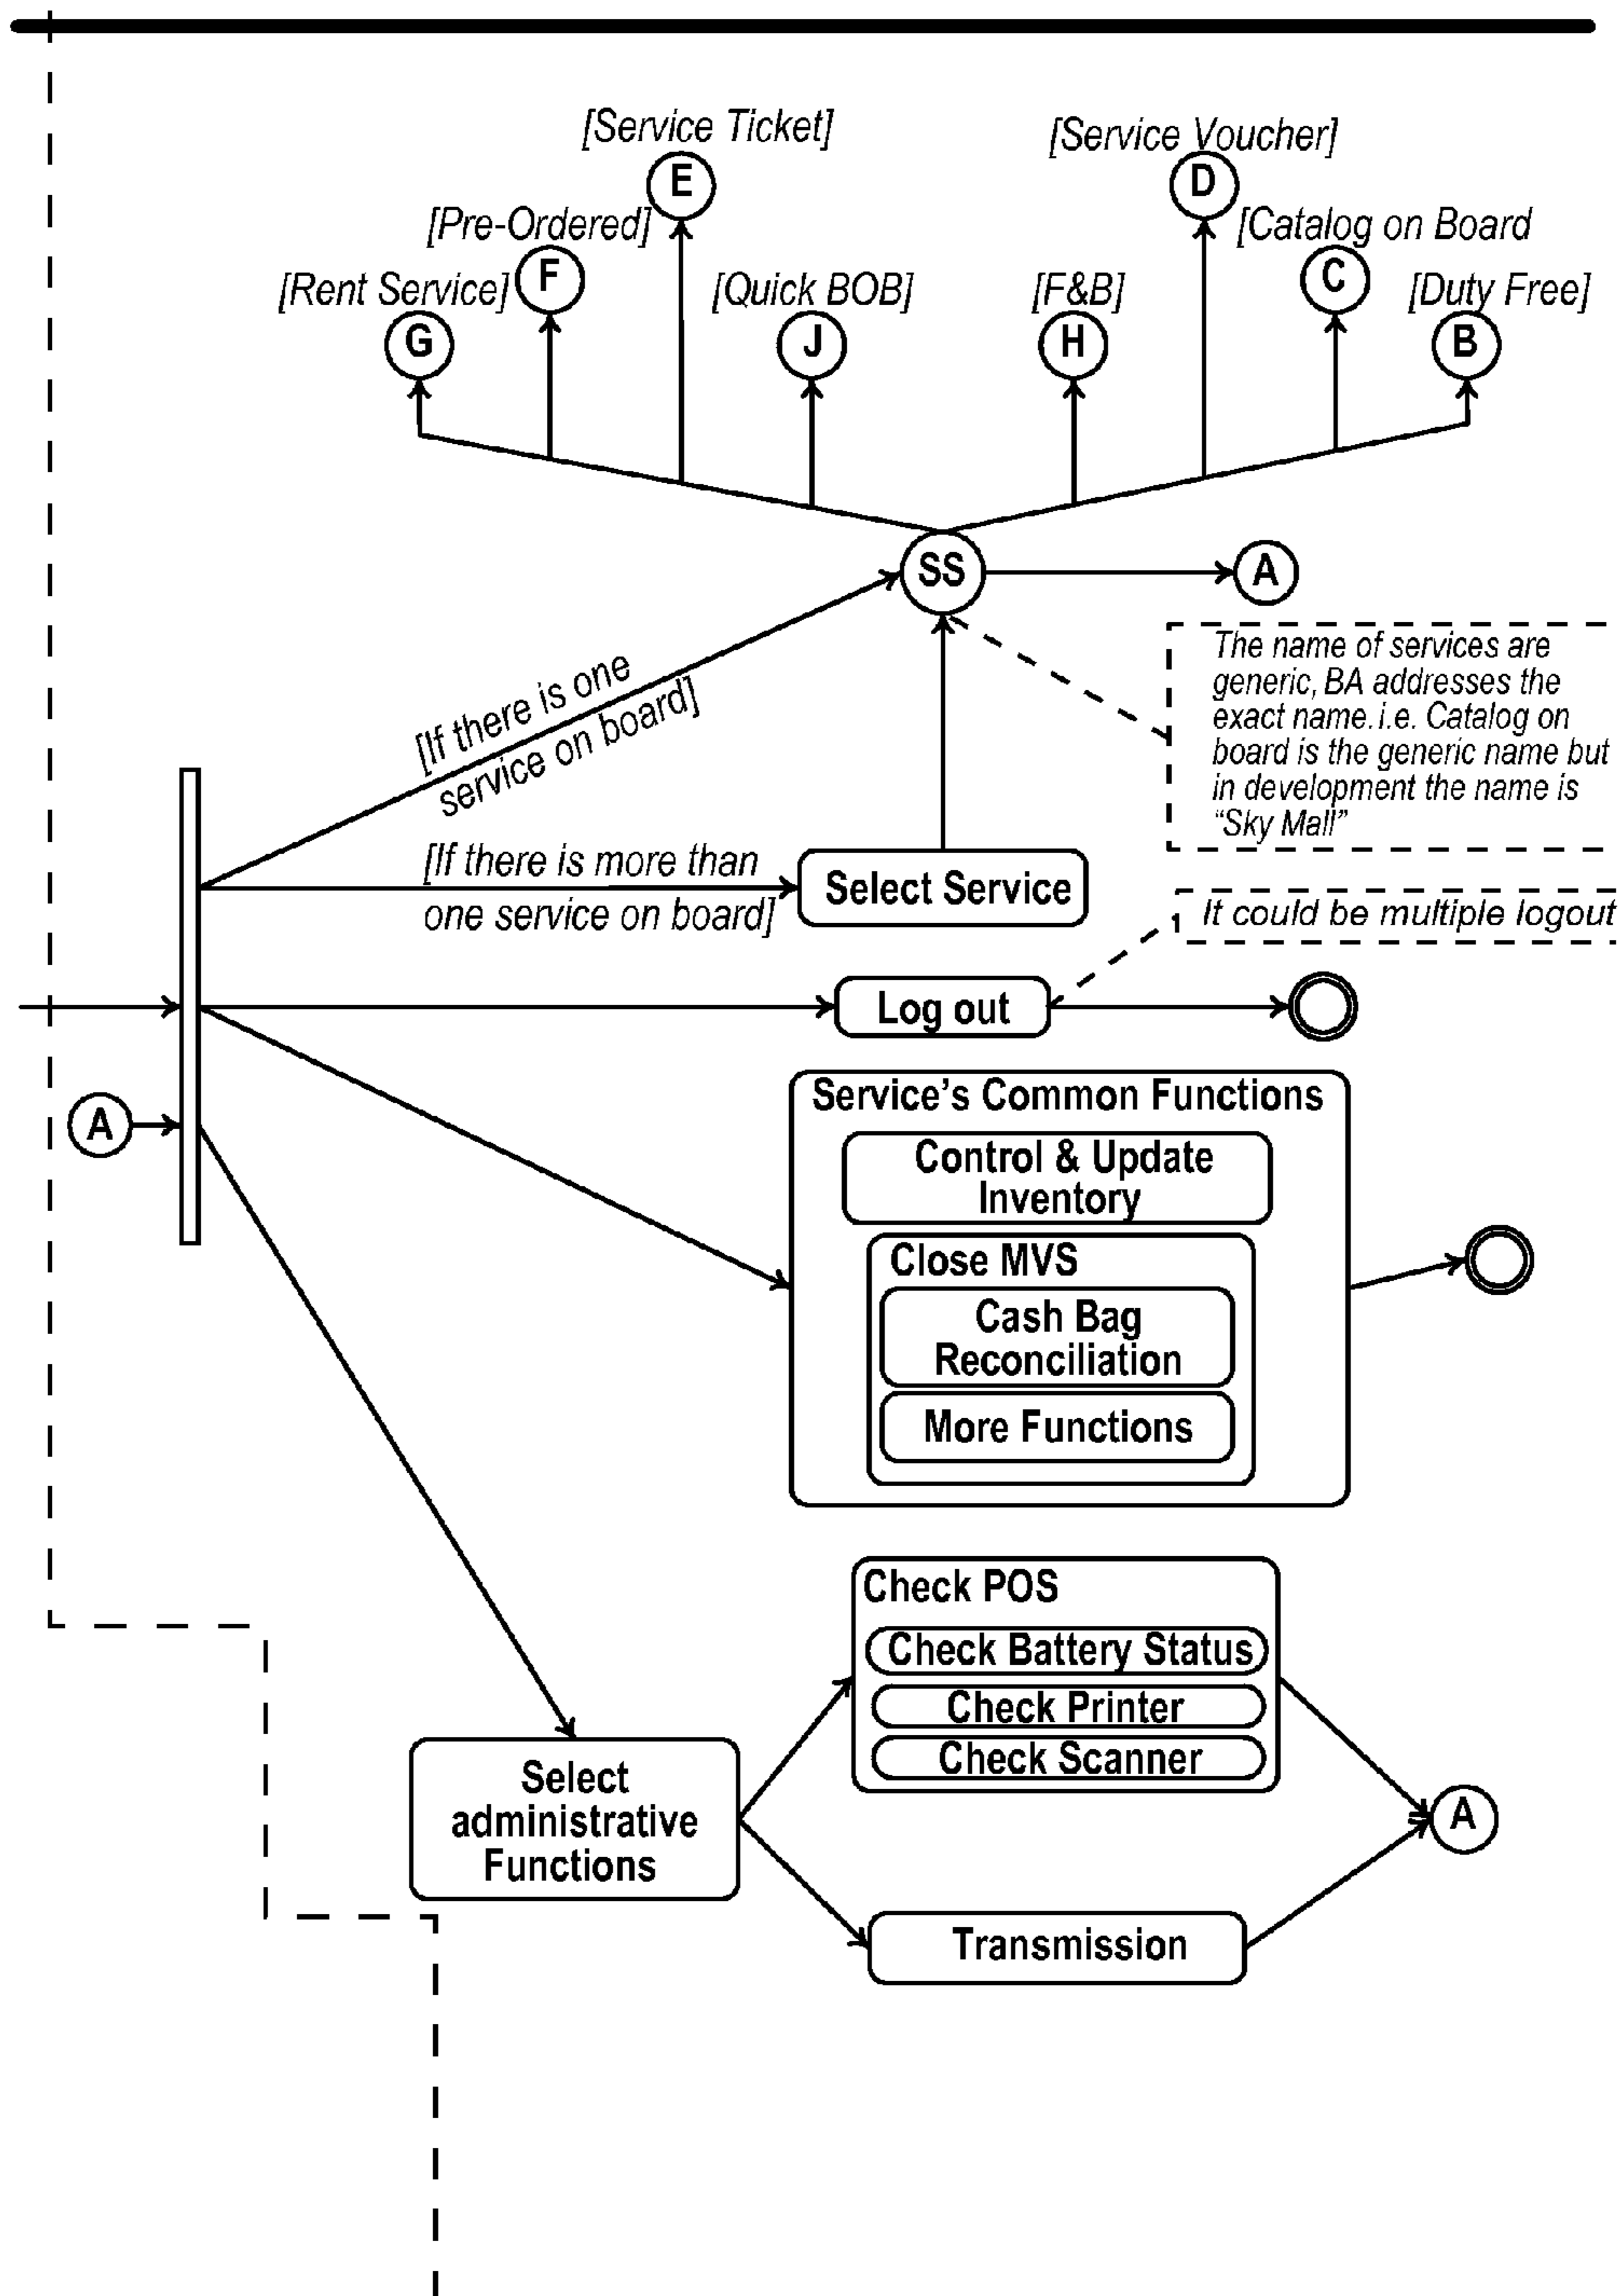 [Service Ticket]
E
[Service Voucher]
D
[Pre-Ordered]
F
[Catalog on Board
C
[Rent Service]
G
[Quick BOB]
J
[F&B]
H
[Duty Free]
B
SS
A
The name of services are
generic, BA addresses the
exact name. i.e. Catalog on
board is the generic name but
in development the name is
“Sky Mall”
[If there is one
service on board]
[If there is more than
one service on board]
Select Service
It could be multiple logout
Log out
A
Service’s Common Functions
Control & Update
Inventory
Close MVS
Cash Bag
Reconciliation
More Functions
Check POS
Check Battery Status
Check Printer
Check Scanner
Select
administrative
Functions
A
Transmission